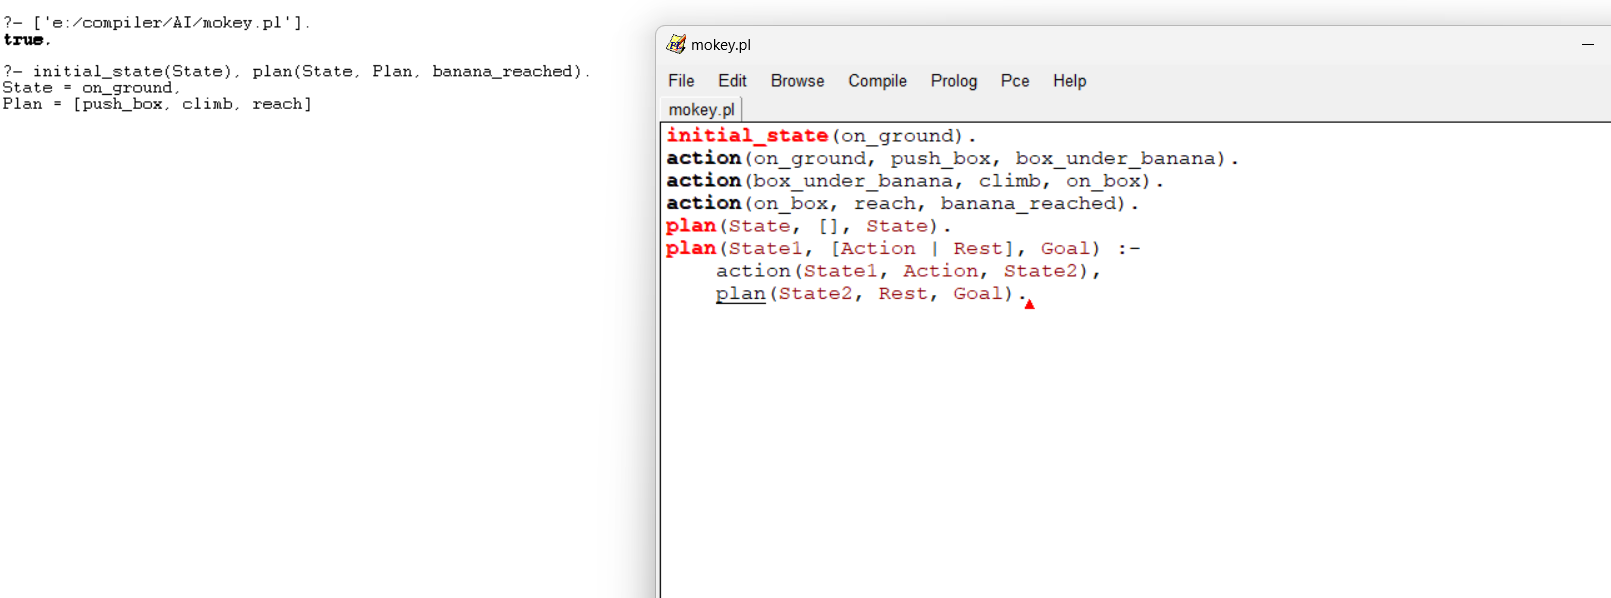 ?- ['e:/compiler/AI/mokey.pl'].
true.
?- initial_state(State), plan(State, Plan, banana_reached).
State = on_ground,
Plan = [push_box, climb, reach]
mokey.pl
File Edit Browse Compile Prolog Pce Help
mokey.pl
initial_state(on_ground).
action(on_ground, push_box, box_under_banana).
action(box_under_banana, climb, on_box).
action(on_box, reach, banana_reached).
plan(State, [], State).
plan(State1, [Action | Rest], Goal) :-
    action(State1, Action, State2),
    plan(State2, Rest, Goal).